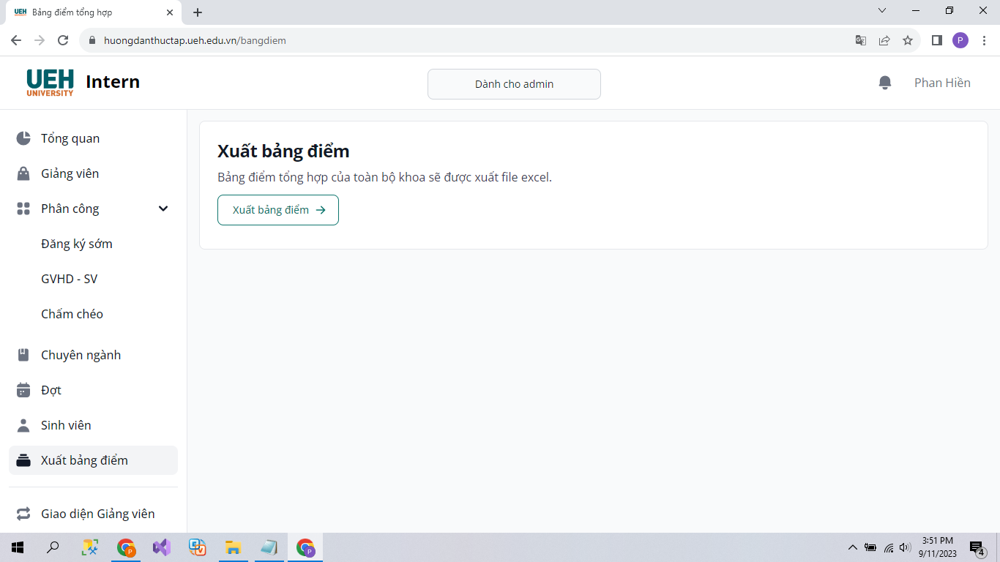 UEH
UNIVERSITY
Bảng điểm tổng hợp
huongdanthuctap.ueh.edu.vn/bangdiem
P
UEH
UNIVERSITY
Intern
Dành cho admin
Phan Hiền
Tổng quan
Giảng viên
Phân công
Đăng ký sớm
GVHD - SV
Chấm chéo
Chuyên ngành
Đợt
Sinh viên
Xuất bảng điểm
Giao diện Giảng viên
Xuất bảng điểm
Bảng điểm tổng hợp của toàn bộ khoa sẽ được xuất file excel.
Xuất bảng điểm
P
P
3:51 PM
9/11/2023
4